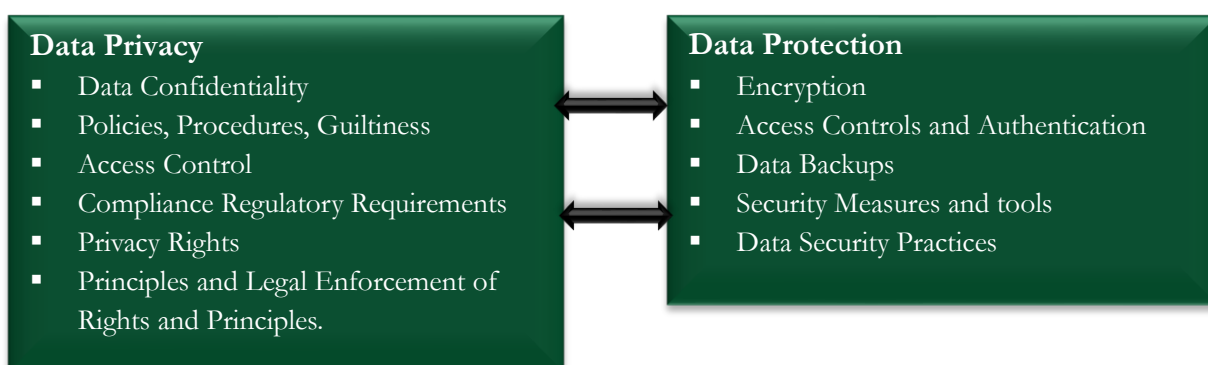 Data Privacy
▪ Data Confidentiality
▪ Policies, Procedures, Guiltiness
▪ Access Control
▪ Compliance Regulatory Requirements
▪ Privacy Rights
▪ Principles and Legal Enforcement of
Rights and Principles.
Data Protection
▪ Encryption
▪ Access Controls and Authentication
▪ Data Backups
▪ Security Measures and tools
▪ Data Security Practices